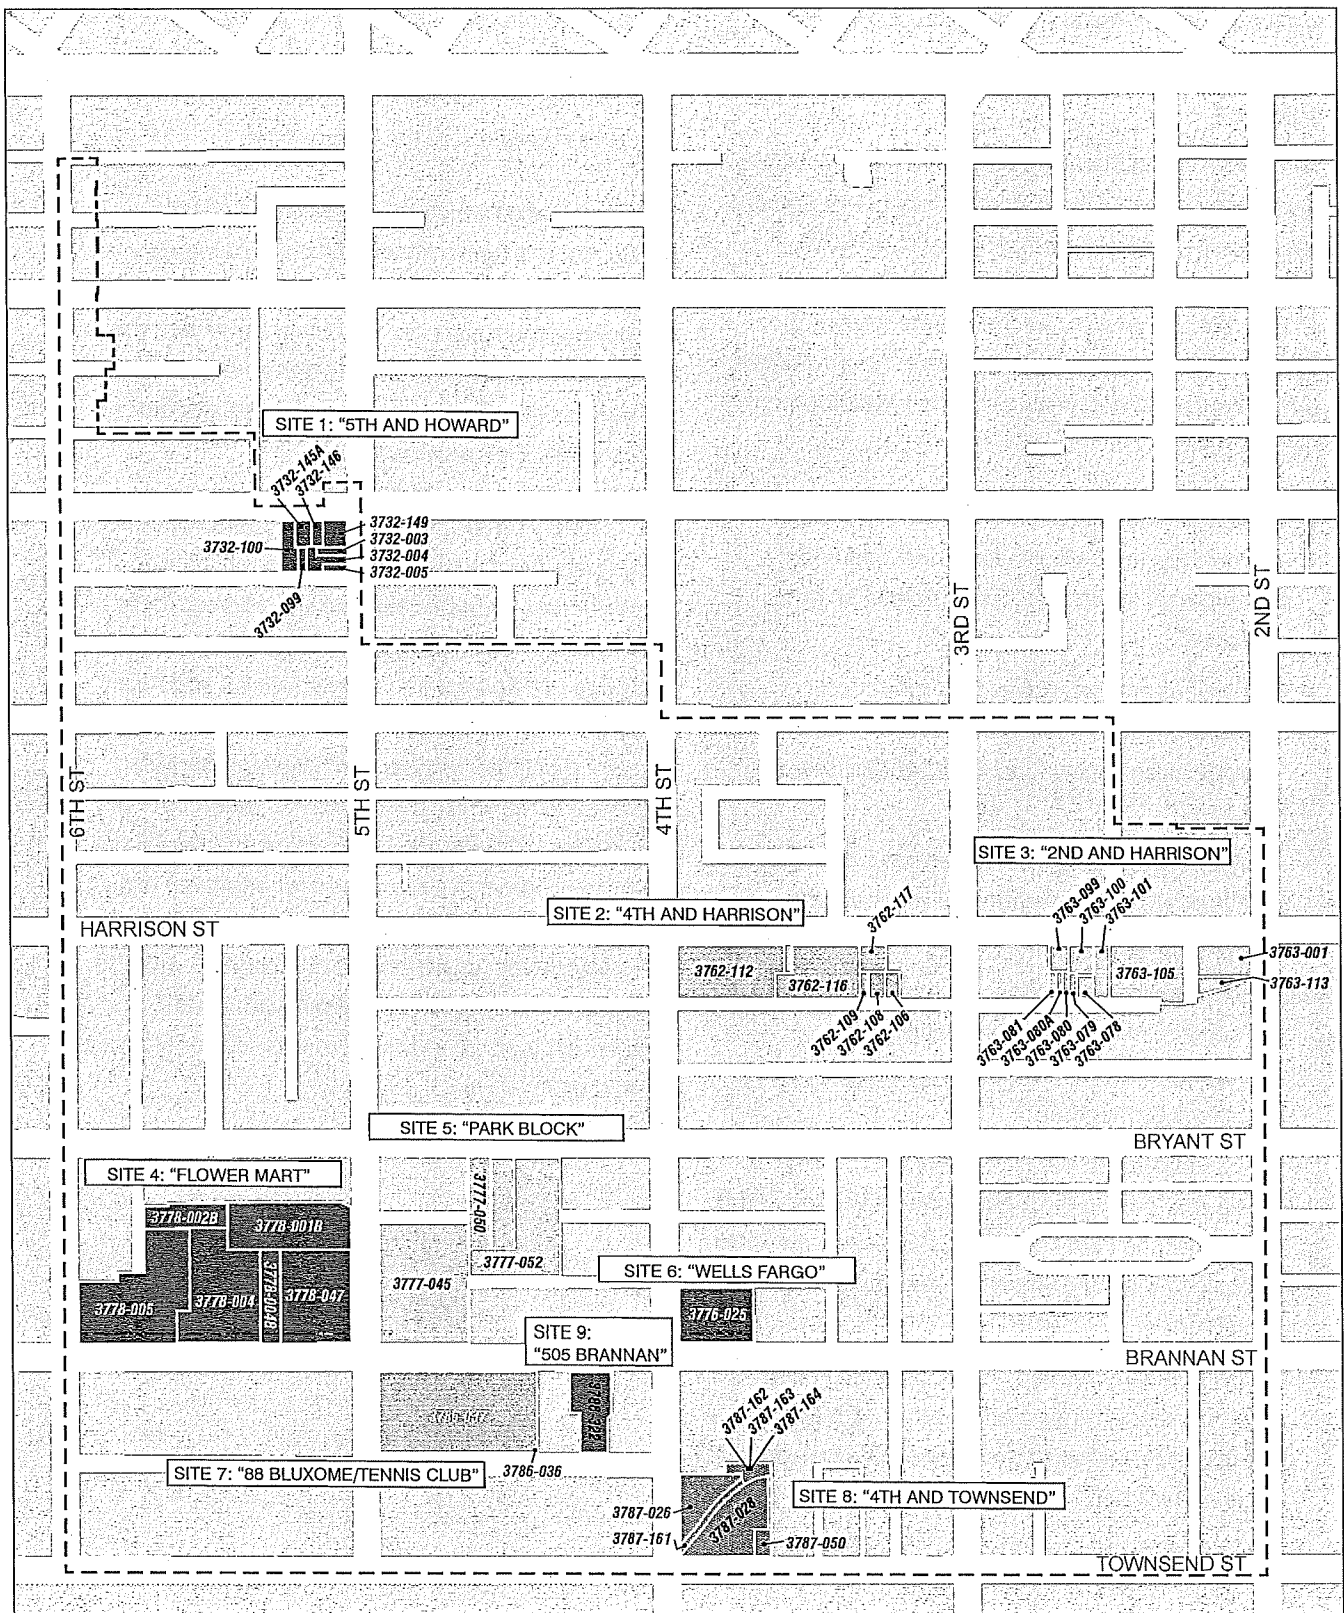 SITE 1: "5TH AND HOWARD"
3732-145A
3732-146
3732-149
3732-003
3732-100
3732-004
3732-005
3732-099
3RD ST
2ND ST
6TH ST
5TH ST
4TH ST
SITE 3: "2ND AND HARRISON"
3763-099
3763-100
3763-101
3762-117
SITE 2: "4TH AND HARRISON"
HARRISON ST
3762-112
3762-116
3763-105
3763-001
3763-113
3762-109
3762-108
3762-106
3763-081
3763-080A
3763-080
3763-079
3763-078
SITE 5: "PARK BLOCK"
BRYANT ST
SITE 4: "FLOWER MART"
3778-002B
3778-001B
3777-050
3777-052
3777-045
SITE 6: "WELLS FARGO"
3778-005
3778-004
3778-047
3776-025
SITE 9:
"505 BRANNAN"
BRANNAN ST
3787-162
3787-163
3787-164
SITE 7: "88 BLUXOME/TENNIS CLUB"
3786-036
SITE 8: "4TH AND TOWNSEND"
3787-026
3787-028
3787-161
3787-050
TOWNSEND ST